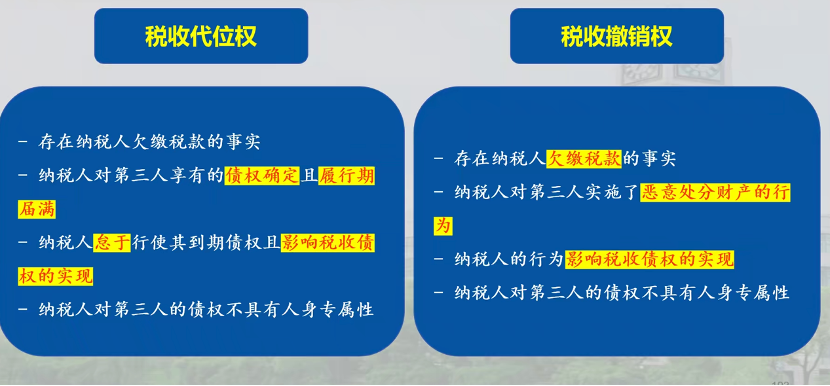 税收代位权
- 存在纳税人欠缴税款的事实
- 纳税人对第三人享有的债权确定且履行期
届满
- 纳税人怠于行使其到期债权且影响税收债
权的实现
- 纳税人对第三人的债权不具有人身专属性
税收撤销权
- 存在纳税人欠缴税款的事实
- 纳税人对第三人实施了恶意处分财产的行
为
- 纳税人的行为影响税收债权的实现
- 纳税人对第三人的债权不具有人身专属性